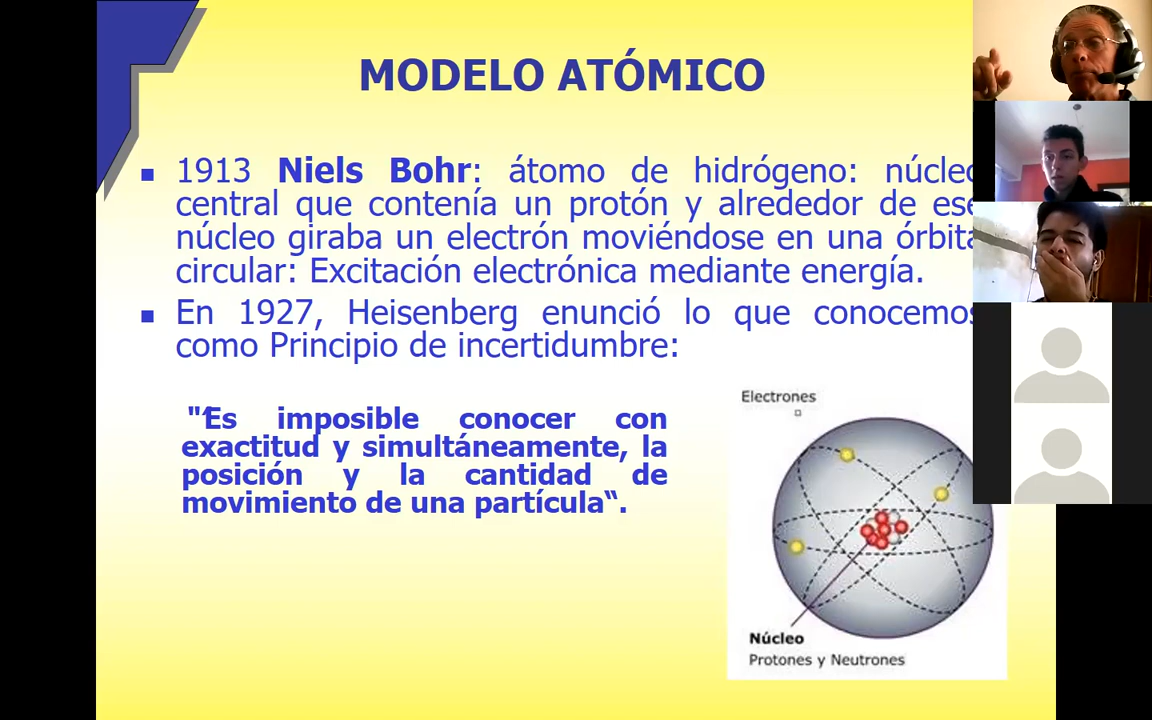 MODELO ATÓMICO
1913 Niels Bohr: átomo de hidrógeno: núcleo
central que contenía un protón y alrededor de ese
núcleo giraba un electrón moviéndose en una órbita
circular: Excitación electrónica mediante energía.
En 1927, Heisenberg enunció lo que conocemos
como Principio de incertidumbre:
"“Es imposible conocer con
exactitud y simultáneamente, la
posición y la cantidad de
movimiento de una partícula“.
Electrones
Núcleo
Protones y Neutrones